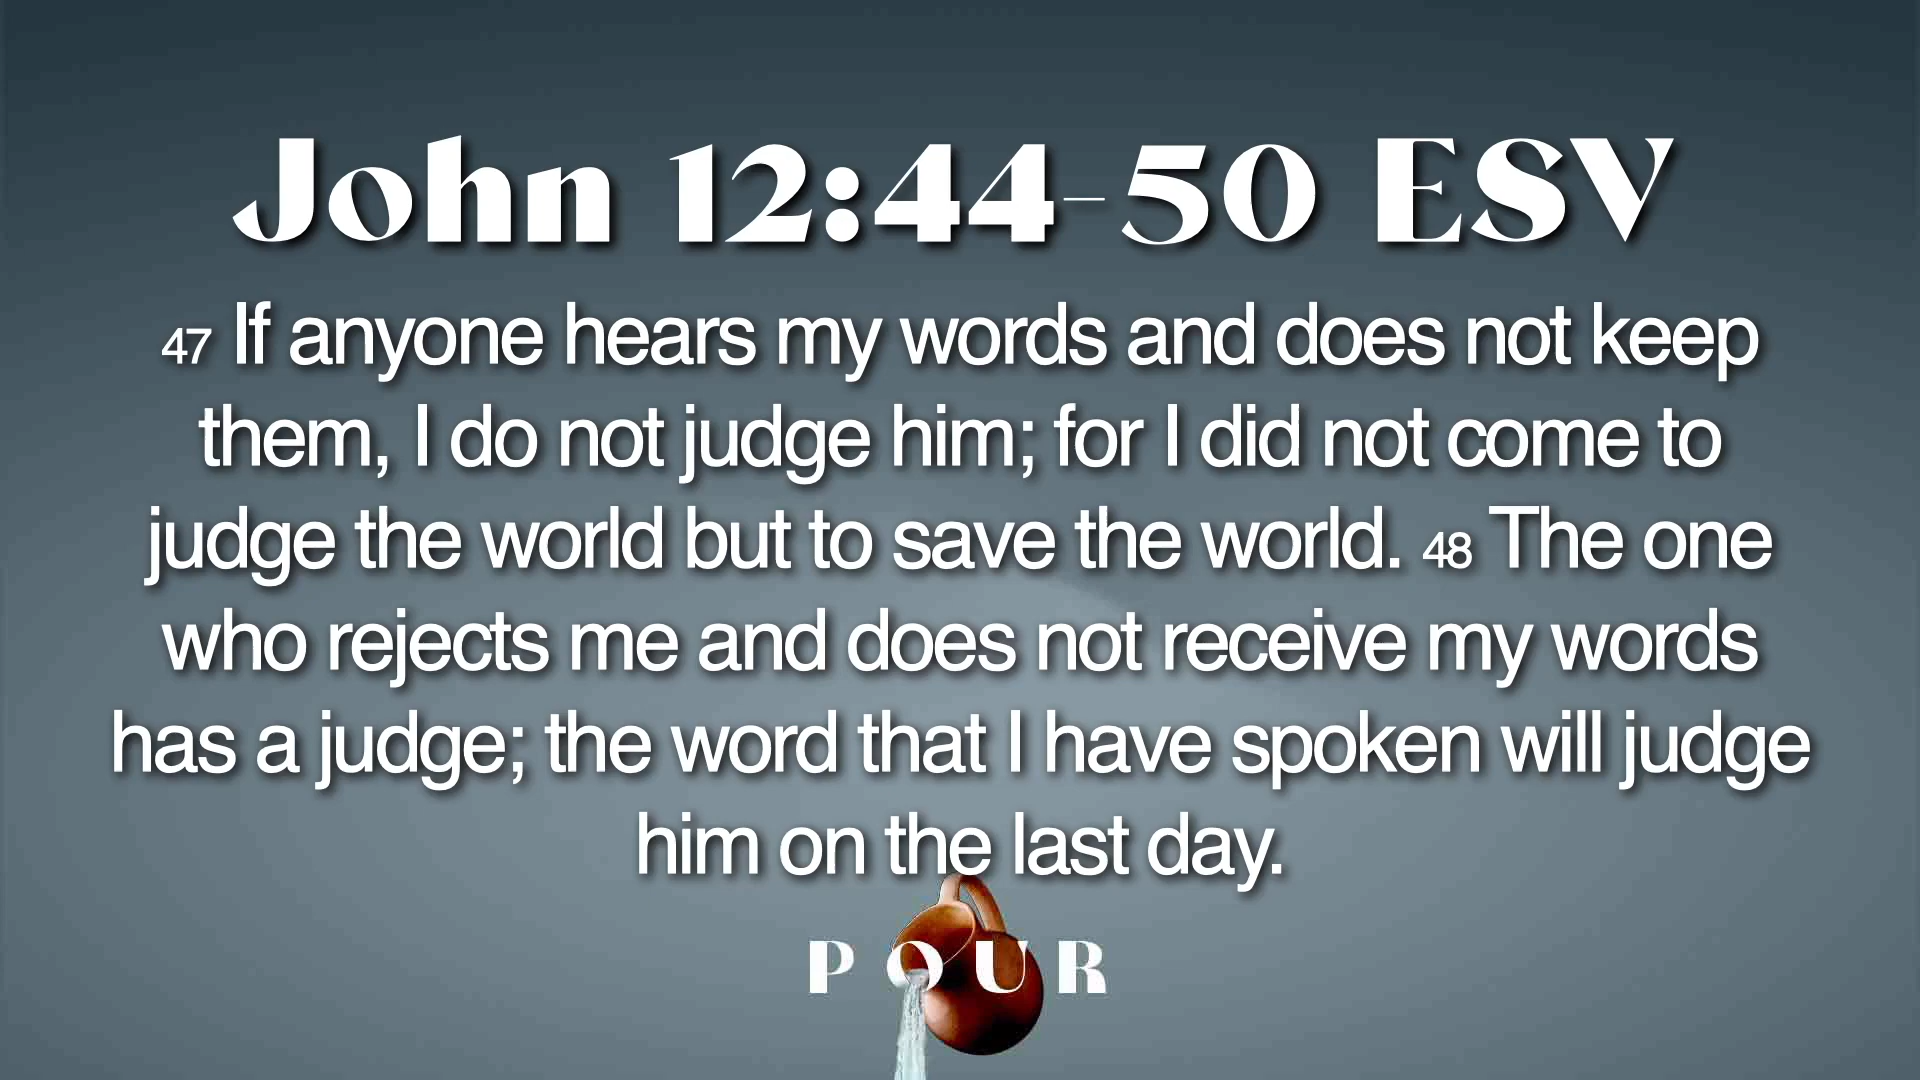 John 12:44–50 ESV
47 If anyone hears my words and does not keep
them, I do not judge him; for I did not come to
judge the world but to save the world. 48 The one
who rejects me and does not receive my words
has a judge; the word that I have spoken will judge
him on the last day.
POUR